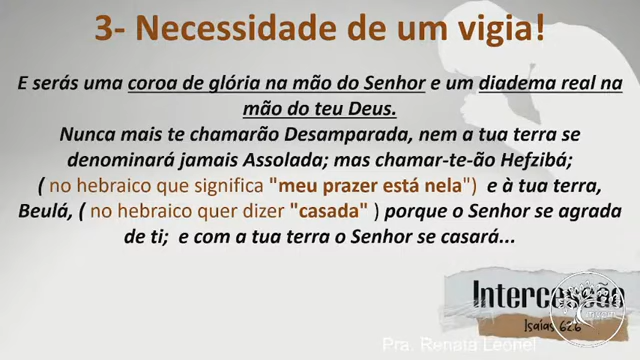 3- Necessidade de um vigia!
E serás uma coroa de glória na mão do Senhor e um diadema real na
mão do teu Deus.
Nunca mais te chamarão Desamparada, nem a tua terra se
denominará jamais Assolada; mas chamar-te-ão Hefzibá;
( no hebraico que significa "meu prazer está nela") e à tua terra,
Beulá, ( no hebraico quer dizer "casada" ) porque o Senhor se agrada
de ti; e com a tua terra o Senhor se casará...
Intercessão
Isaías 62:6
Pra. Renata Leonel